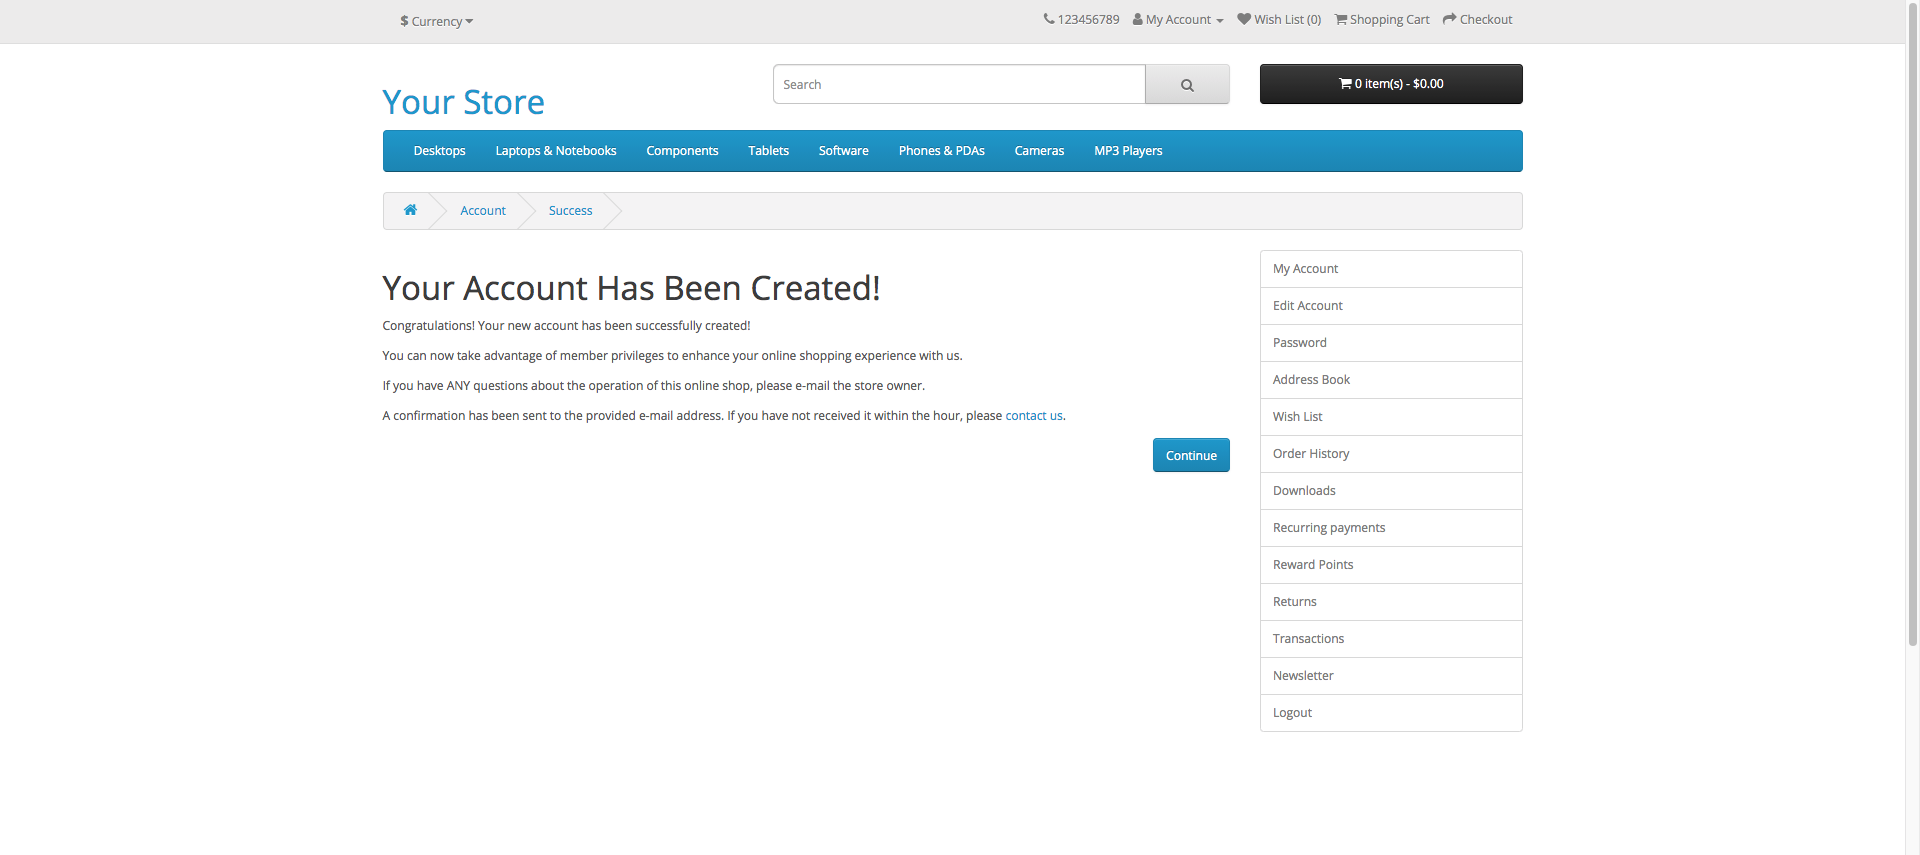 $ Currency
123456789 My Account Wish List (0) Shopping Cart Checkout
Your Store
Search
0 item(s) - $0.00
Desktops Laptops & Notebooks Components Tablets Software Phones & PDAs Cameras MP3 Players
Account Success
Your Account Has Been Created!
Congratulations! Your new account has been successfully created!
You can now take advantage of member privileges to enhance your online shopping experience with us.
If you have ANY questions about the operation of this online shop, please e-mail the store owner.
A confirmation has been sent to the provided e-mail address. If you have not received it within the hour, please contact us.
Continue
My Account
Edit Account
Password
Address Book
Wish List
Order History
Downloads
Recurring payments
Reward Points
Returns
Transactions
Newsletter
Logout